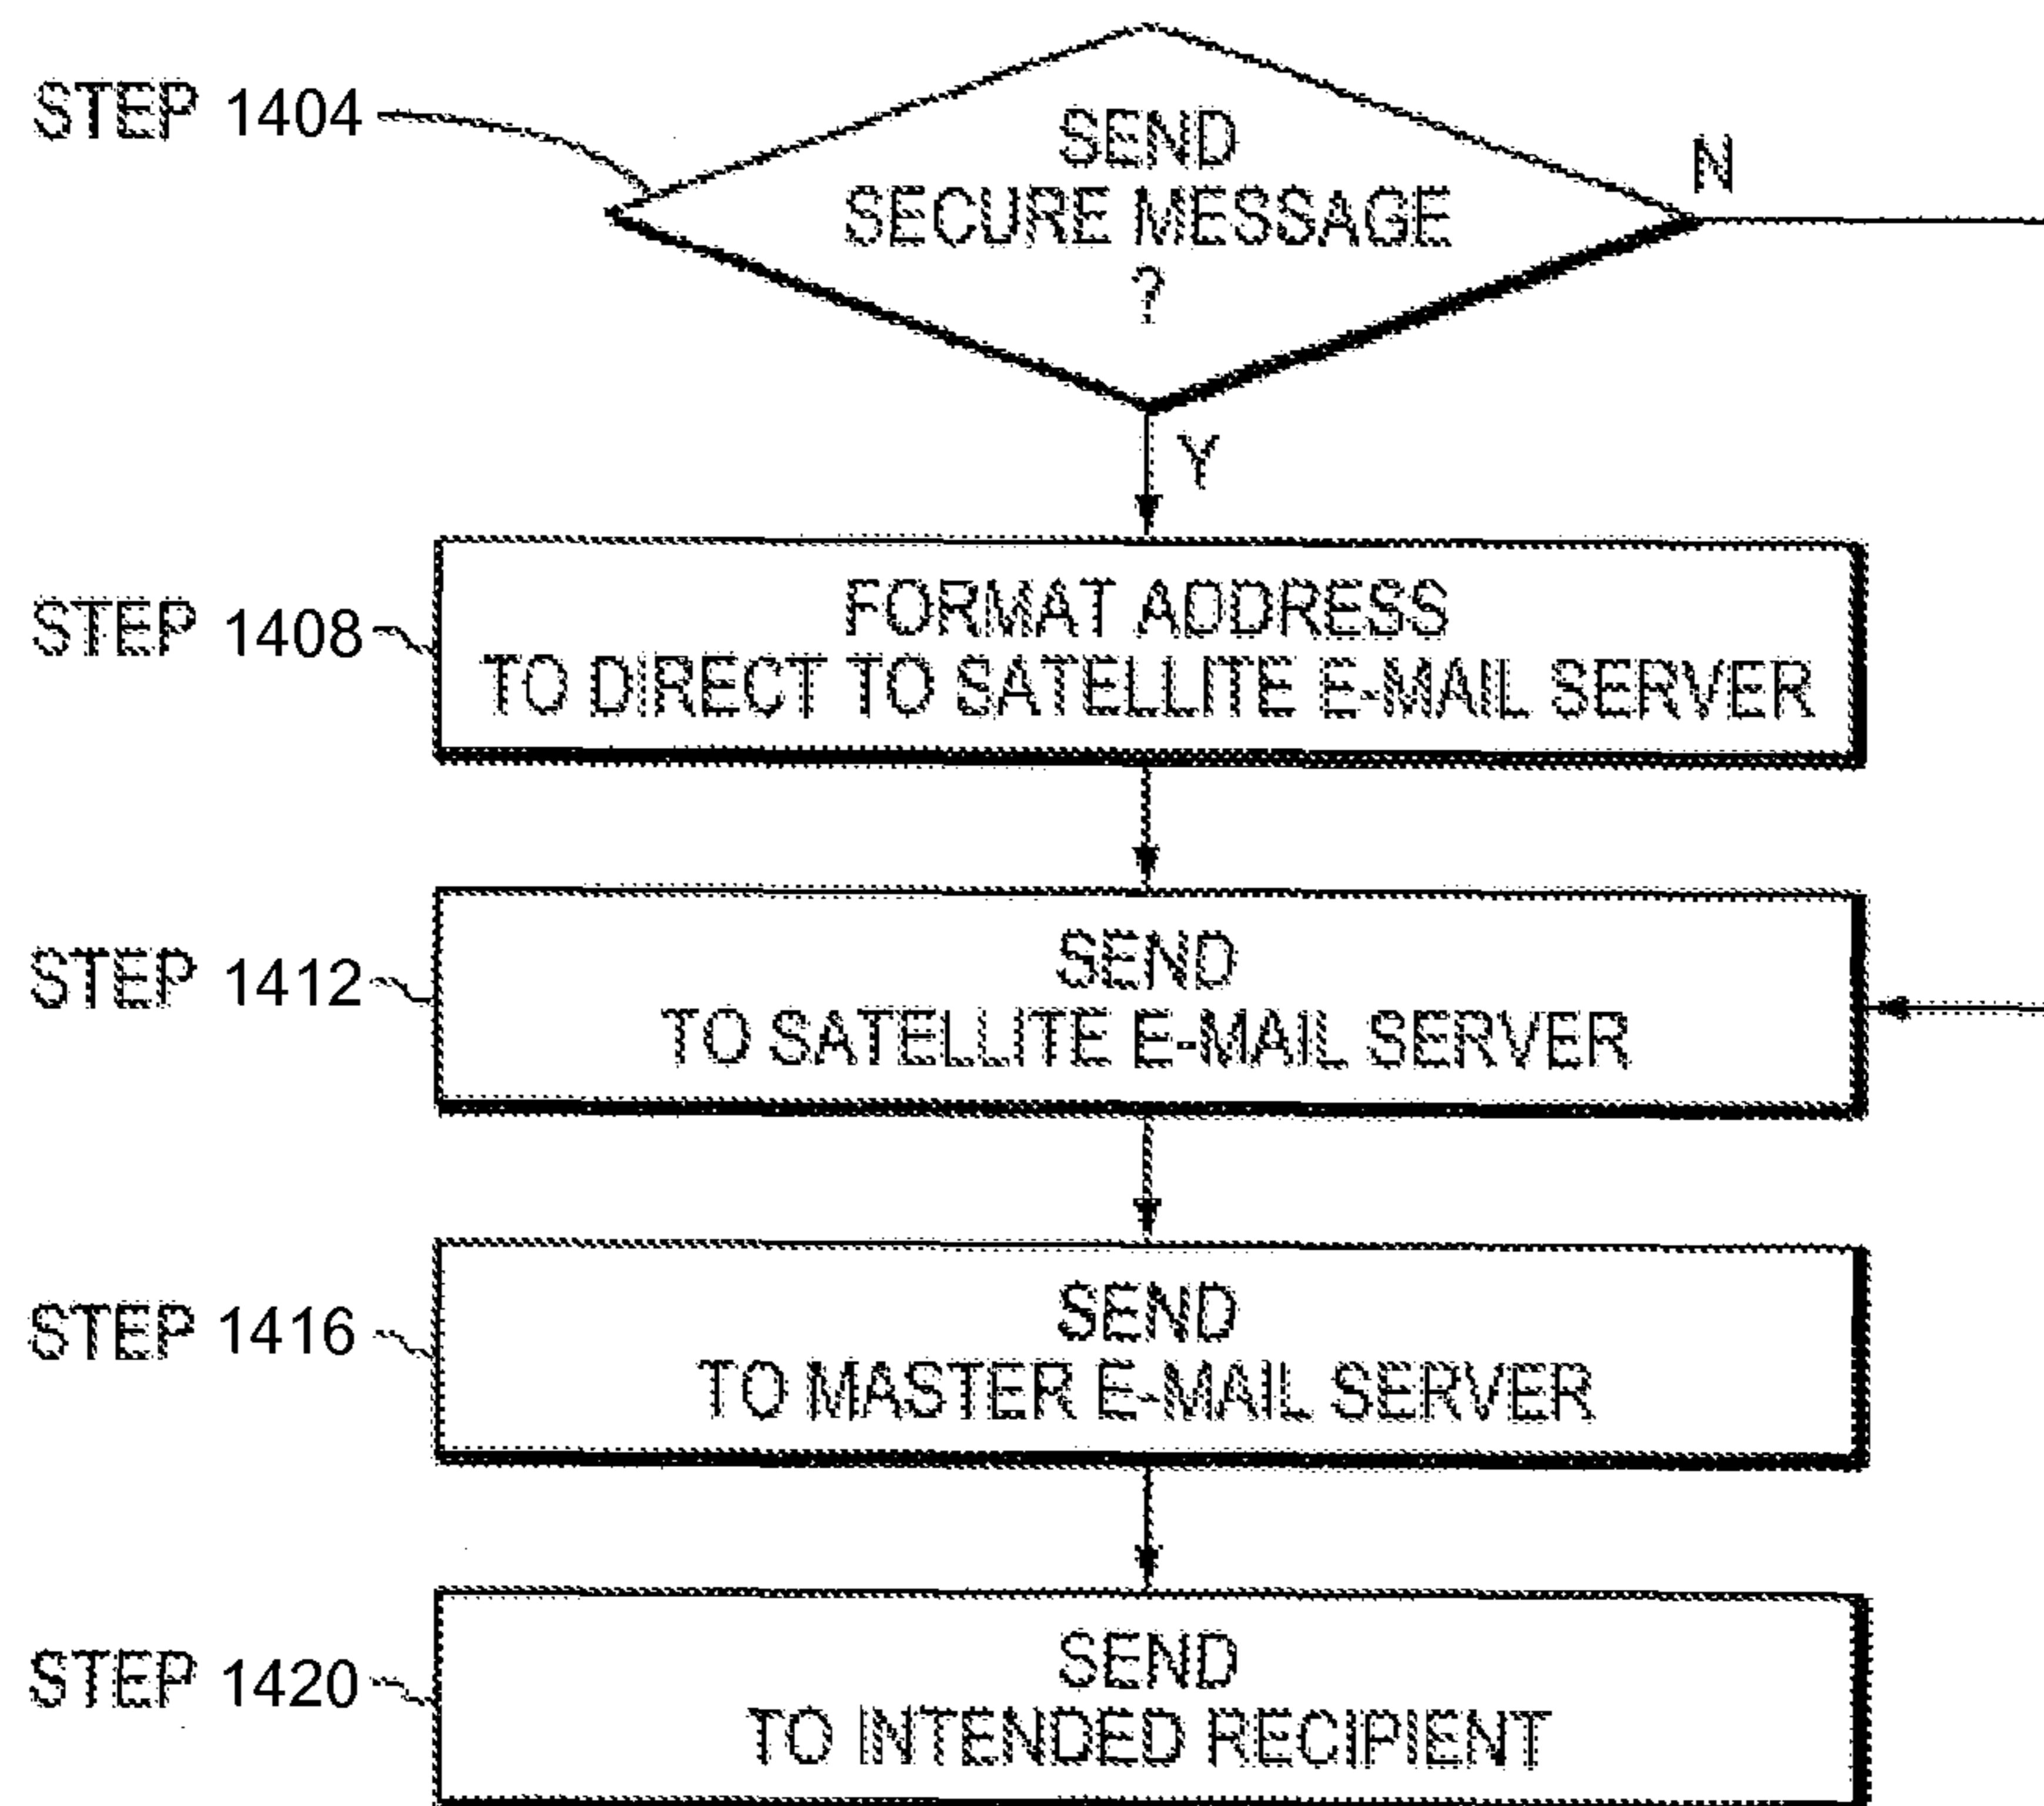 STEP 1404
SEND
SECURE MESSAGE
?
N
Y
STEP 1408
FORMAT ADDRESS
TO DIRECT TO SATELLITE E-MAIL SERVER
STEP 1412
SEND
TO SATELLITE E-MAIL SERVER
STEP 1416
SEND
TO MASTER E-MAIL SERVER
STEP 1420
SEND
TO INTENDED RECIPIENT